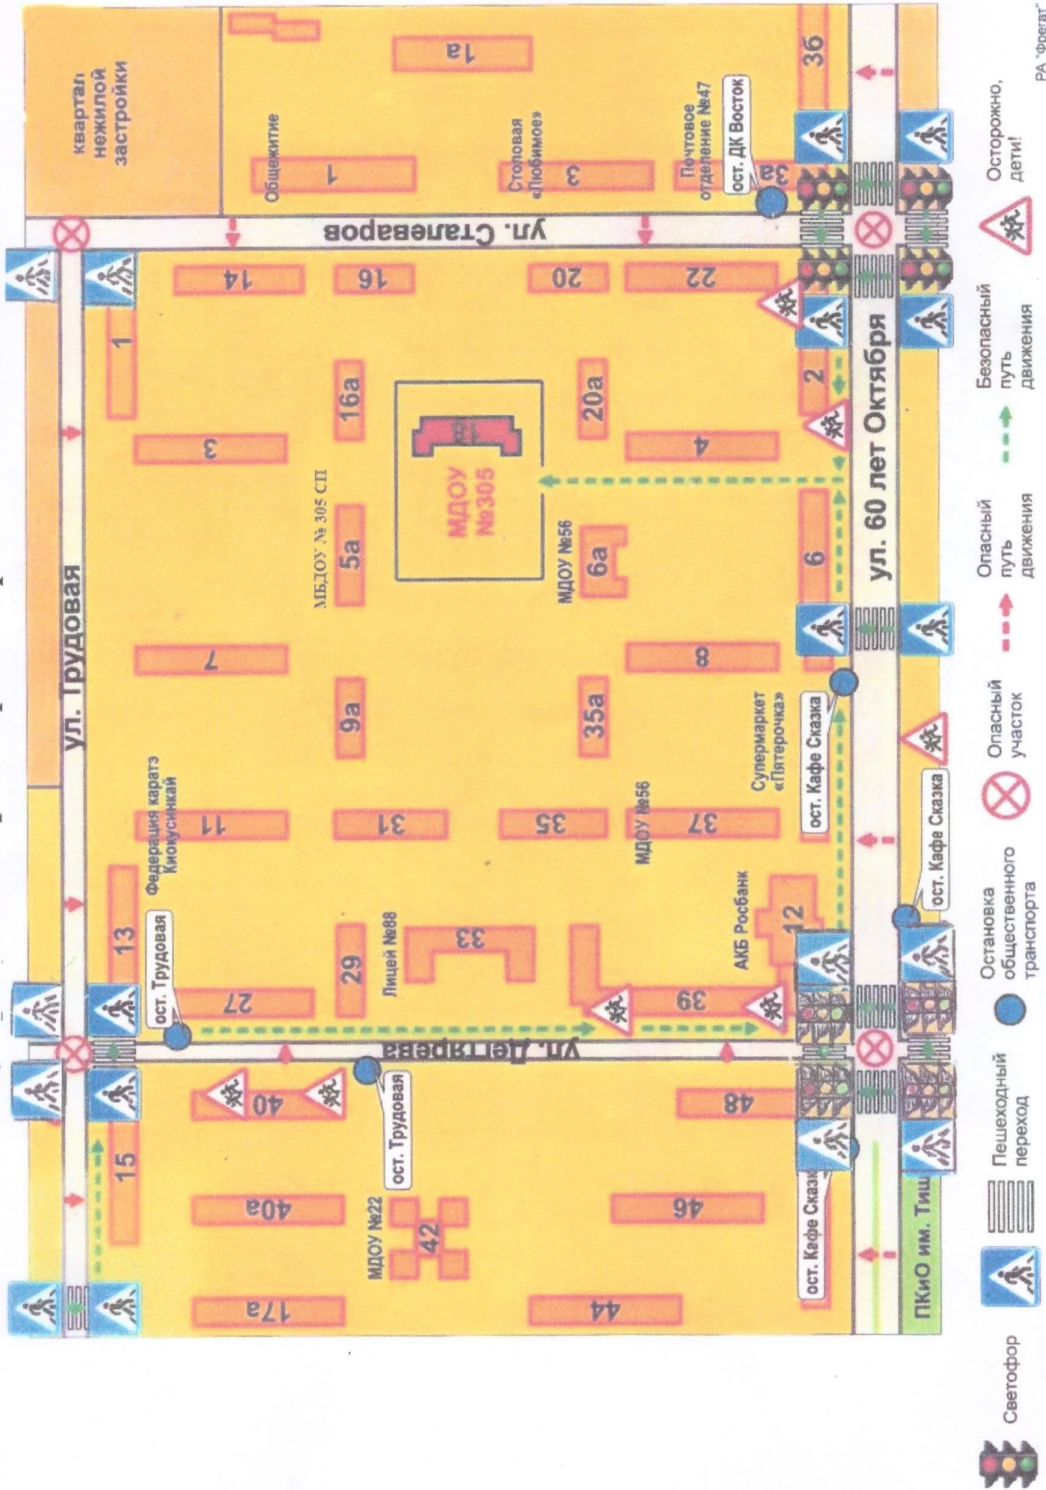 ул. Трудовая
квартал
нежилой
застройки
15
13
1
Федерация каратэ
Киокусинкай
ост. Трудовая
17а
40а
40
27
11
7
3
14
Общежитие
1
1а
МБДОУ № 305 СП
29
31
9а
5а
16а
16
ул. Дегтярева
ул. Сталеваров
ост. Трудовая
МДОУ №22
42
Лицей №88
33
МДОУ
№305
Столовая
«Любимое»
3
44
46
35
35а
МДОУ №56
6а
20а
20
48
39
МДОУ №56
37
8
4
22
Почтовое
отделение №47
3а
ост. ДК Восток
АКБ Росбанк
12
Супермаркет
«Пятерочка»
ост. Кафе Сказка
ост. Кафе Сказк
6
2
3б
ул. 60 лет Октября
ПКиО им. Тищ
ост. Кафе Сказка
Светофор
Пешеходный
переход
Остановка
общественного
транспорта
Опасный
участок
Опасный
путь
движения
Безопасный
путь
движения
Осторожно,
дети!
РА "Фрегат"